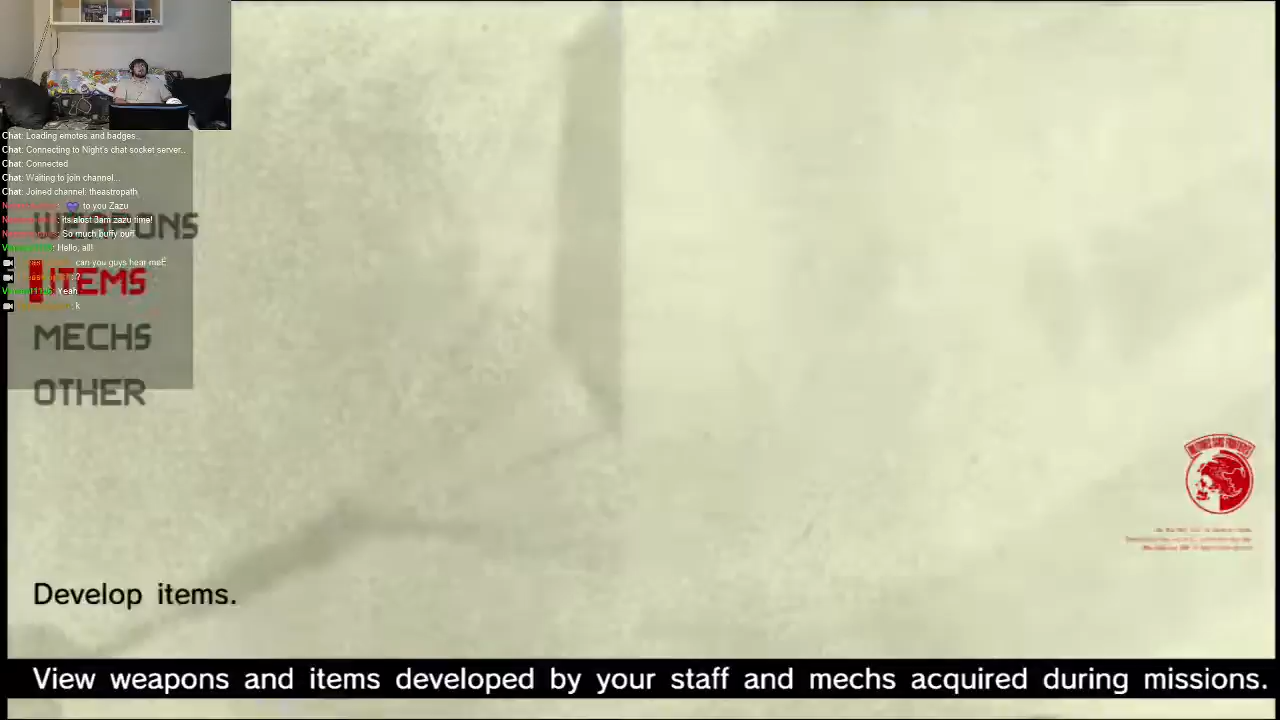 Chat: Loading emotes and badges..
Chat: Connecting to Night's chat socket server..
Chat: Connected
Chat: Waiting to join channel...
Chat: Joined channel: theastropath
to you Zazu
its alost 3am zazu time!
WEAPONS
So much buffy ourr
: Hello, all!
can you guys hear meÉ
ITEMS
: ?
: Yeah
: k
MECHS
OTHER
Develop items.
View weapons and items developed by your staff and mechs acquired during missions.